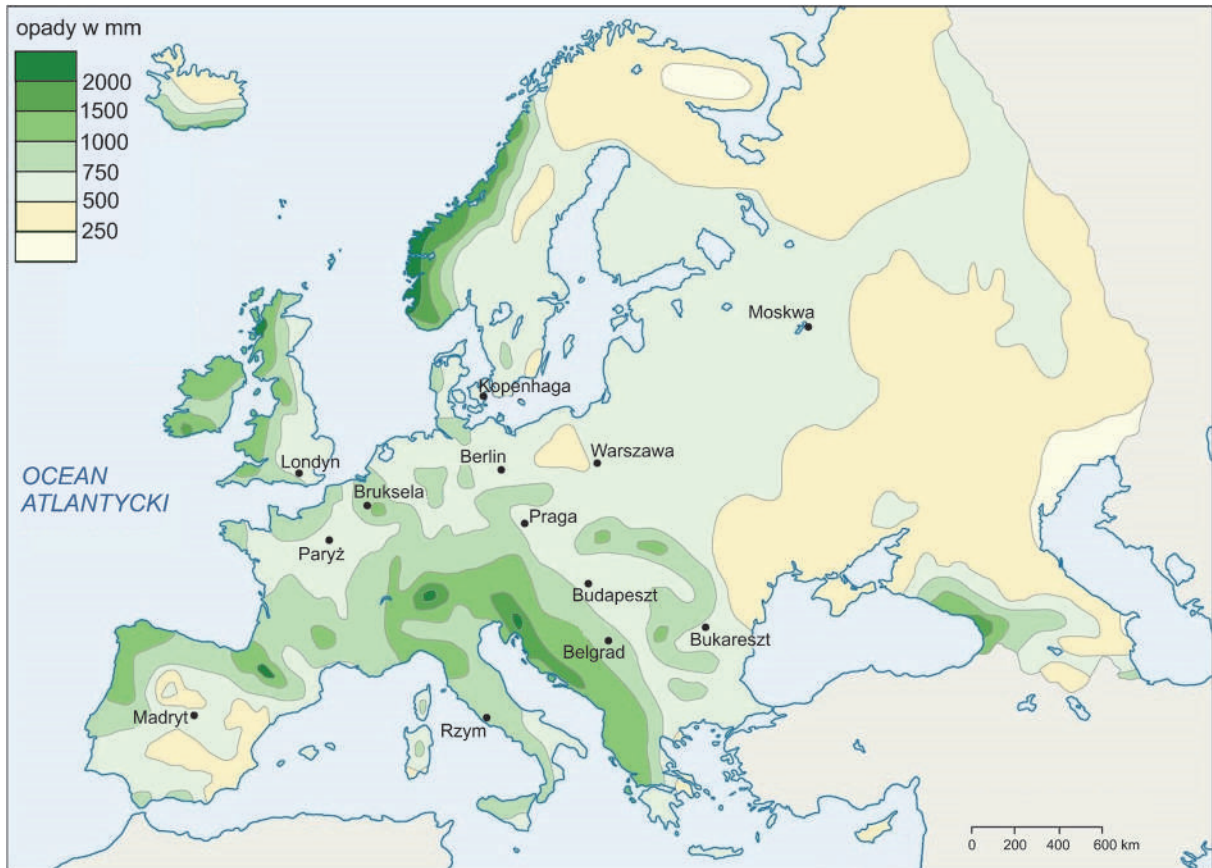 opady w mm
2000
1500
1000
750
500
250
Moskwa
Kopenhaga
Warszawa
Berlin
Londyn
OCEAN
ATLANTYCKI
Bruksela
Praga
Paryż
Budapeszt
Bukareszt
Belgrad
Madryt
Rzym
0 200 400 600 km